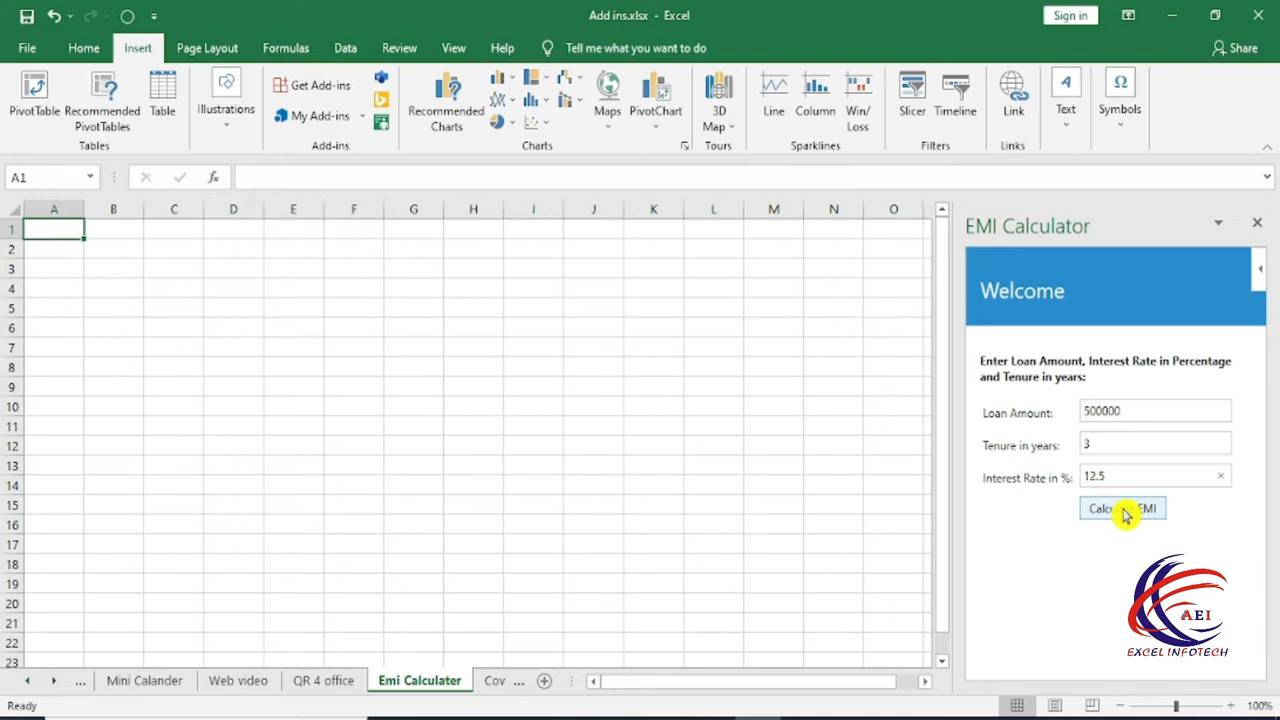 Add ins.xlsx - Excel
Sign in
File Home Insert Page Layout Formulas Data Review View Help Tell me what you want to do Share
PivotTable Recommended PivotTables Table
Tables
Illustrations
Get Add-ins
My Add-ins
Add-ins
Recommended Charts
Maps PivotChart
Charts
3D Map
Tours
Line Column Win/Loss
Sparklines
Slicer Timeline
Filters
Link
Links
Text
Symbols
A1
fx
A B C D E F G H I J K L M N O
1
2
3
4
5
6
7
8
9
10
11
12
13
14
15
16
17
18
19
20
21
22
23
EMI Calculator
Welcome
Enter Loan Amount, Interest Rate in Percentage
and Tenure in years:
Loan Amount: 500000
Tenure in years: 3
Interest Rate in %: 12.5
EMI
AEI
EXCEL INFOTECH
... Mini Calander Web video QR 4 office Emi Calculater Cov ...
Ready
100%